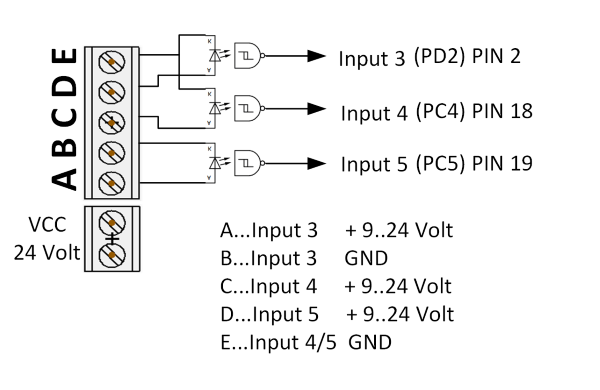 E
D
C
B
A
K
Input 3 (PD2) PIN 2
K
Input 4 (PC4) PIN 18
K
Input 5 (PC5) PIN 19
VCC
24 Volt
+
A...Input 3 + 9..24 Volt
B...Input 3 GND
C...Input 4 + 9..24 Volt
D...Input 5 + 9..24 Volt
E...Input 4/5 GND